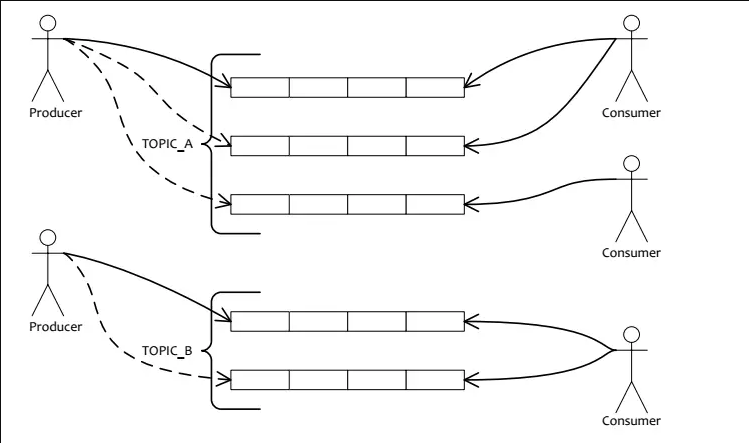 Producer
Consumer
TOPIC_A
Consumer
Producer
TOPIC_B
Consumer